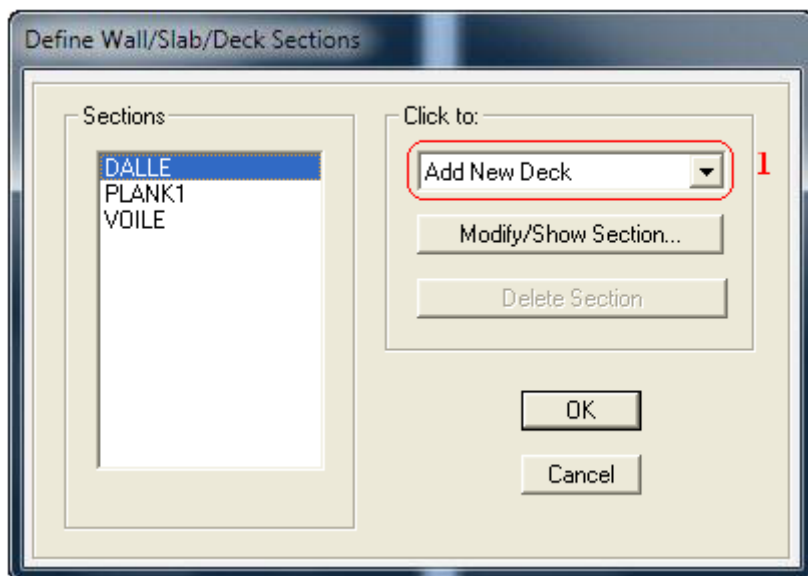 Define Wall/Slab/Deck Sections
Sections
DALLE
PLANK1
VOILE
Click to:
Add New Deck
1
Modify/Show Section...
Delete Section
OK
Cancel